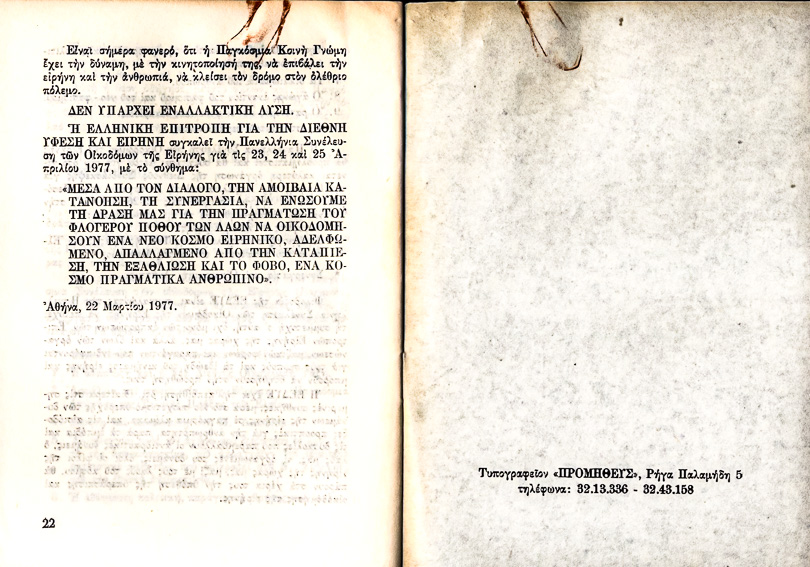 Εἶναι σήμερα φανερό, ὅτι ἡ Παγκόσμια Κοινὴ Γνώμη
ἔχει τὴν δύναμη, μὲ τὴν κινητοποίησή της, νὰ ἐπιβάλει τὴν
εἰρήνη καὶ τὴν ἀνθρωπιά, νὰ κλείσει τὸν δρόμο στὸν ὀλέθριο
πόλεμο.
ΔΕΝ ΥΠΑΡΧΕΙ ΕΝΑΛΛΑΚΤΙΚΗ ΛΥΣΗ.
Ἡ ΕΛΛΗΝΙΚΗ ΕΠΙΤΡΟΠΗ ΓΙΑ ΤΗΝ ΔΙΕΘΝΗ
ΥΦΕΣΗ ΚΑΙ ΕΙΡΗΝΗ συγκαλεῖ τὴν Πανελλήνια Συνέλευ-
ση τῶν Οἰκοδόμων τῆς Εἰρήνης γιὰ τὶς 23, 24 καὶ 25 Ἀ-
πριλίου 1977, μὲ τὸ σύνθημα:
«ΜΕΣΑ ΑΠΟ ΤΟΝ ΔΙΑΛΟΓΟ, ΤΗΝ ΑΜΟΙΒΑΙΑ ΚΑ-
ΤΑΝΟΗΣΗ, ΤΗ ΣΥΝΕΡΓΑΣΙΑ, ΝΑ ΕΝΩΣΟΥΜΕ
ΤΗ ΔΡΑΣΗ ΜΑΣ ΓΙΑ ΤΗΝ ΠΡΑΓΜΑΤΩΣΗ ΤΟΥ
ΦΛΟΓΕΡΟΥ ΠΟΘΟΥ ΤΩΝ ΛΑΩΝ ΝΑ ΟΙΚΟΔΟΜΗ-
ΣΟΥΝ ΕΝΑ ΝΕΟ ΚΟΣΜΟ ΕΙΡΗΝΙΚΟ, ΑΔΕΛΦΩ-
ΜΕΝΟ, ΑΠΑΛΛΑΓΜΕΝΟ ΑΠΟ ΤΗΝ ΚΑΤΑΠΙΕ-
ΣΗ, ΤΗΝ ΕΞΑΘΛΙΩΣΗ ΚΑΙ ΤΟ ΦΟΒΟ, ΕΝΑ ΚΟ-
ΣΜΟ ΠΡΑΓΜΑΤΙΚΑ ΑΝΘΡΩΠΙΝΟ».
Ἀθήνα, 22 Μαρτίου 1977.
22
Τυπογραφεῖον «ΠΡΟΜΗΘΕΥΣ», Ρήγα Παλαμήδη 5
τηλέφωνα: 32.13.336 - 32.43.158